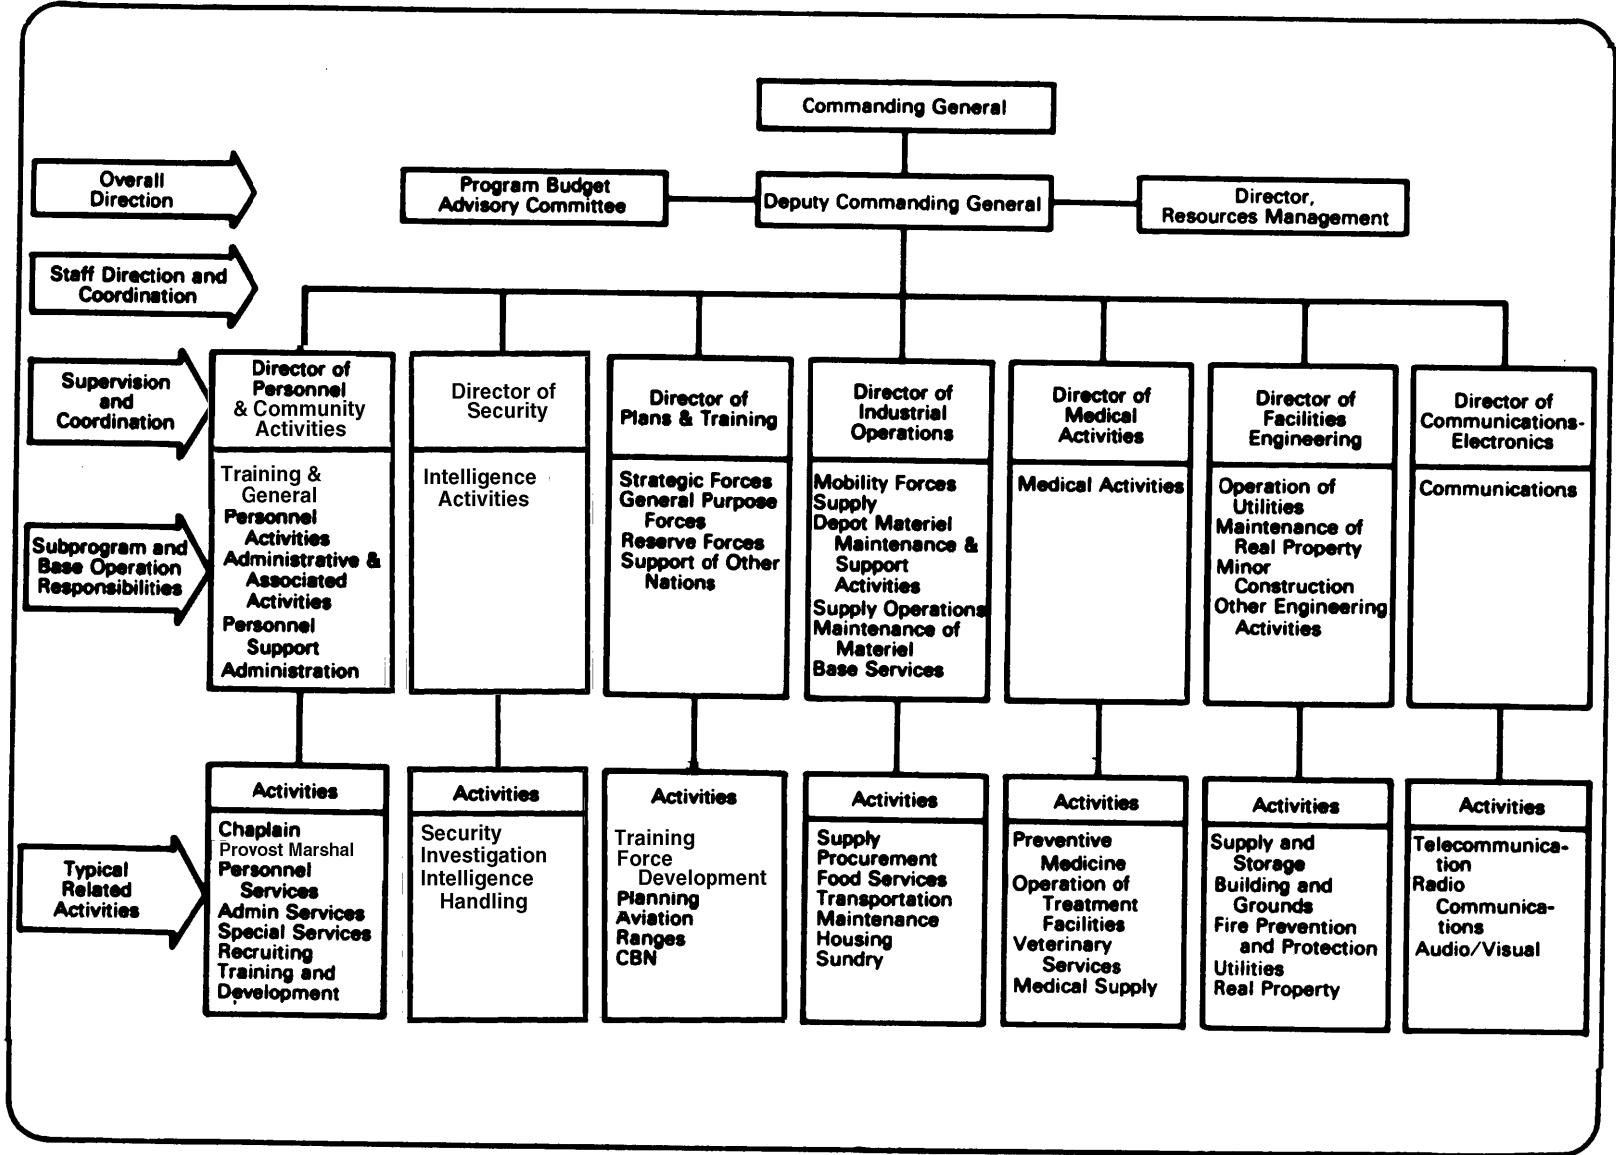 Commanding General
Overall
Direction
Program Budget
Advisory Committee
Deputy Commanding General
Director,
Resources Management
Staff Direction and
Coordination
Supervision
and
Coordination
Director of
Personnel
& Community
Activities
Director of
Security
Director of
Plans & Training
Director of
Industrial
Operations
Director of
Medical
Activities
Director of
Facilities
Engineering
Director of
Communications-
Electronics
Subprogram and
Base Operation
Responsibilities
Training &
General
Personnel
Activities
Administrative &
Associated
Activities
Personnel
Support
Administration
Intelligence
Activities
Strategic Forces
General Purpose
Forces
Reserve Forces
Support of Other
Nations
Mobility Forces
Supply
Depot Materiel
Maintenance &
Support
Activities
Supply Operations
Maintenance of
Materiel
Base Services
Medical Activities
Operation of
Utilities
Maintenance of
Real Property
Minor
Construction
Other Engineering
Activities
Communications
Typical
Related
Activities
Activities
Chaplain
Provost Marshal
Personnel
Services
Admin Services
Special Services
Recruiting
Training and
Development
Activities
Security
Investigation
Intelligence
Handling
Activities
Training
Force
Development
Planning
Aviation
Ranges
CBN
Activities
Supply
Procurement
Food Services
Transportation
Maintenance
Housing
Sundry
Activities
Preventive
Medicine
Operation of
Treatment
Facilities
Veterinary
Services
Medical Supply
Activities
Supply and
Storage
Building and
Grounds
Fire Prevention
and Protection
Utilities
Real Property
Activities
Telecommunica-
tion
Radio
Communica-
tions
Audio/Visual